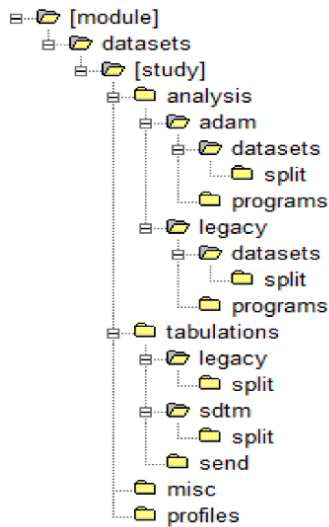 [module]
datasets
[study]
analysis
adam
datasets
split
programs
legacy
datasets
split
programs
tabulations
legacy
split
sdtm
split
send
misc
profiles